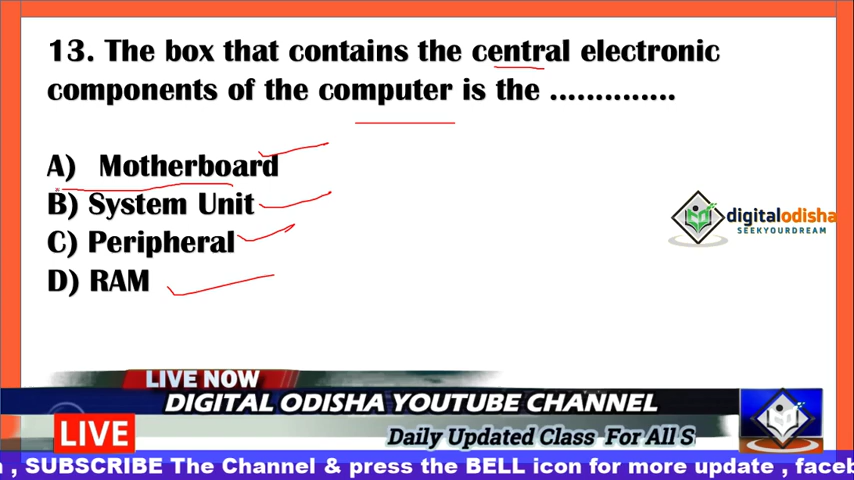 13. The box that contains the central electronic
components of the computer is the ..............
A) Motherboard
B) System Unit
C) Peripheral
D) RAM
digitalodisha
SEEKYOURDREAM
LIVE NOW
DIGITAL ODISHA YOUTUBE CHANNEL
LIVE
Daily Updated Class For All S
, SUBSCRIBE The Channel & press the BELL icon for more update , faceb